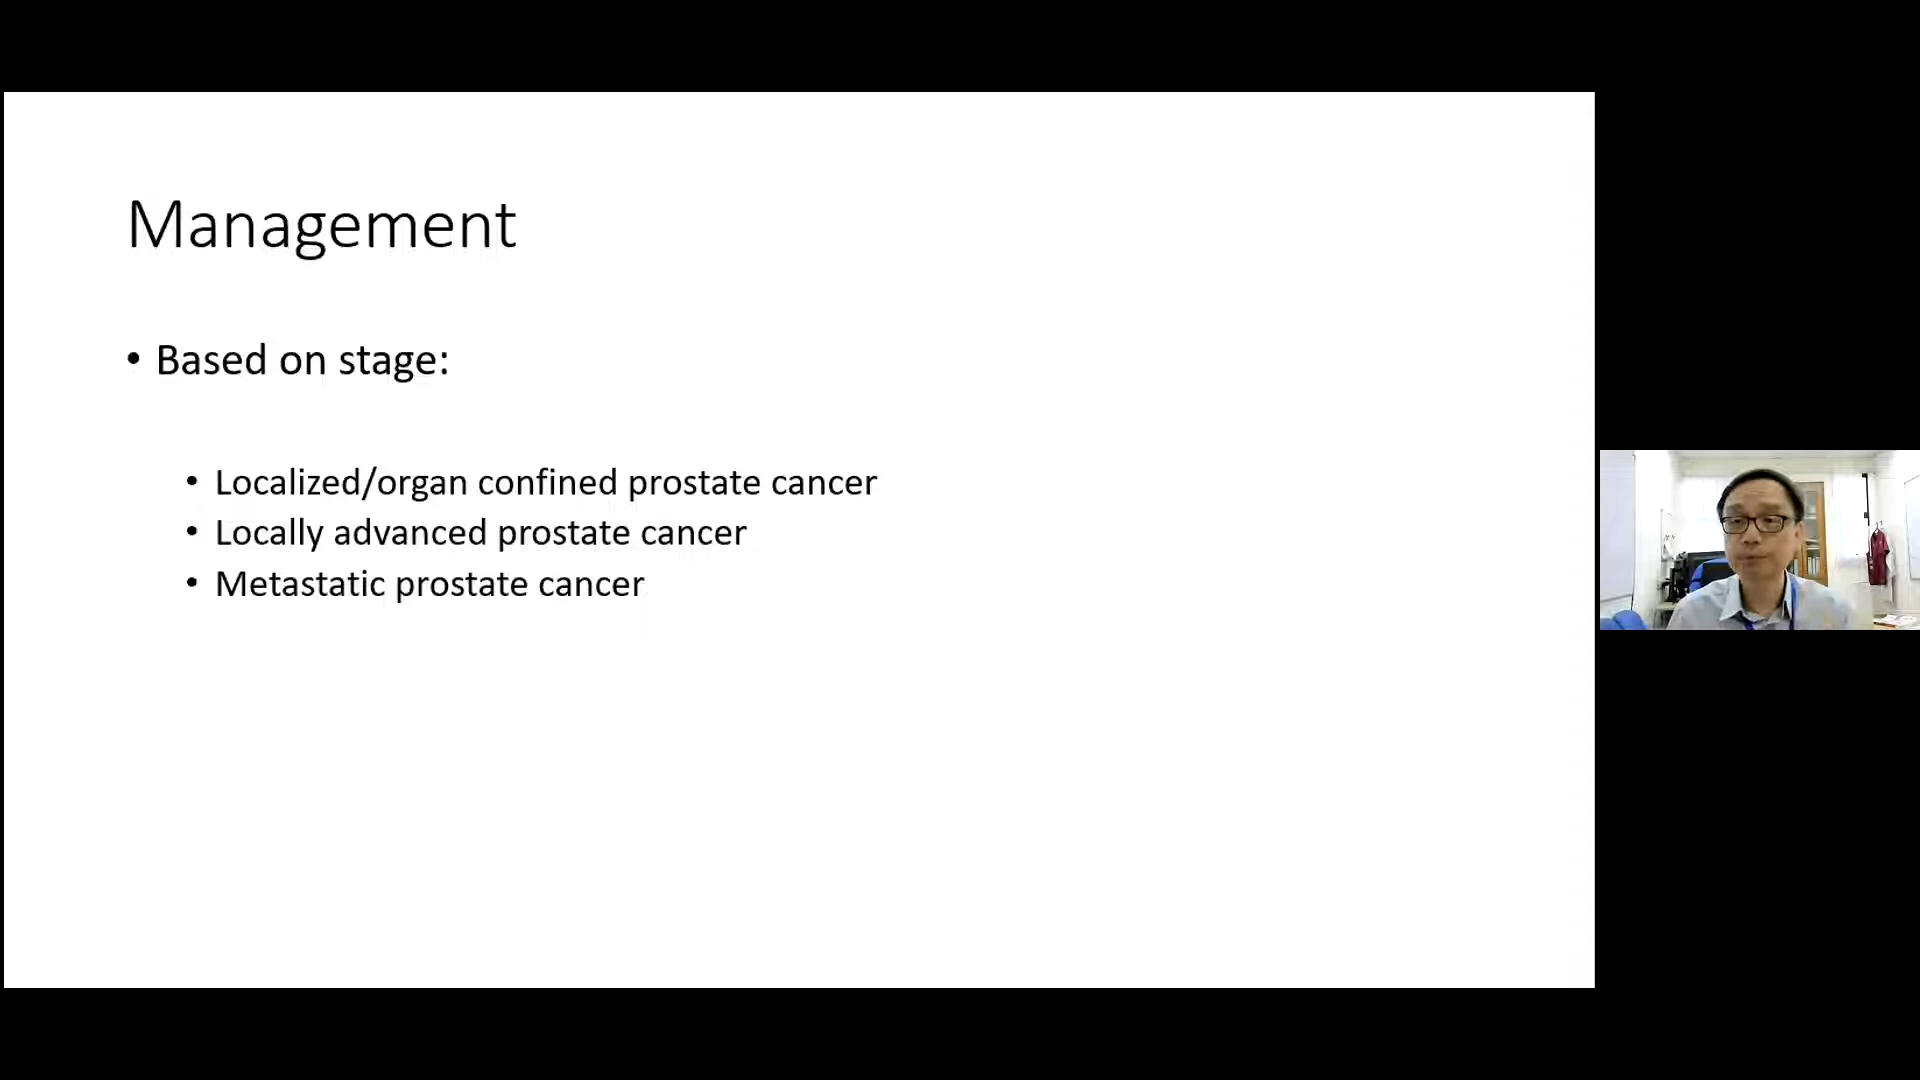 Management
• Based on stage:
• Localized/organ confined prostate cancer
• Locally advanced prostate cancer
• Metastatic prostate cancer